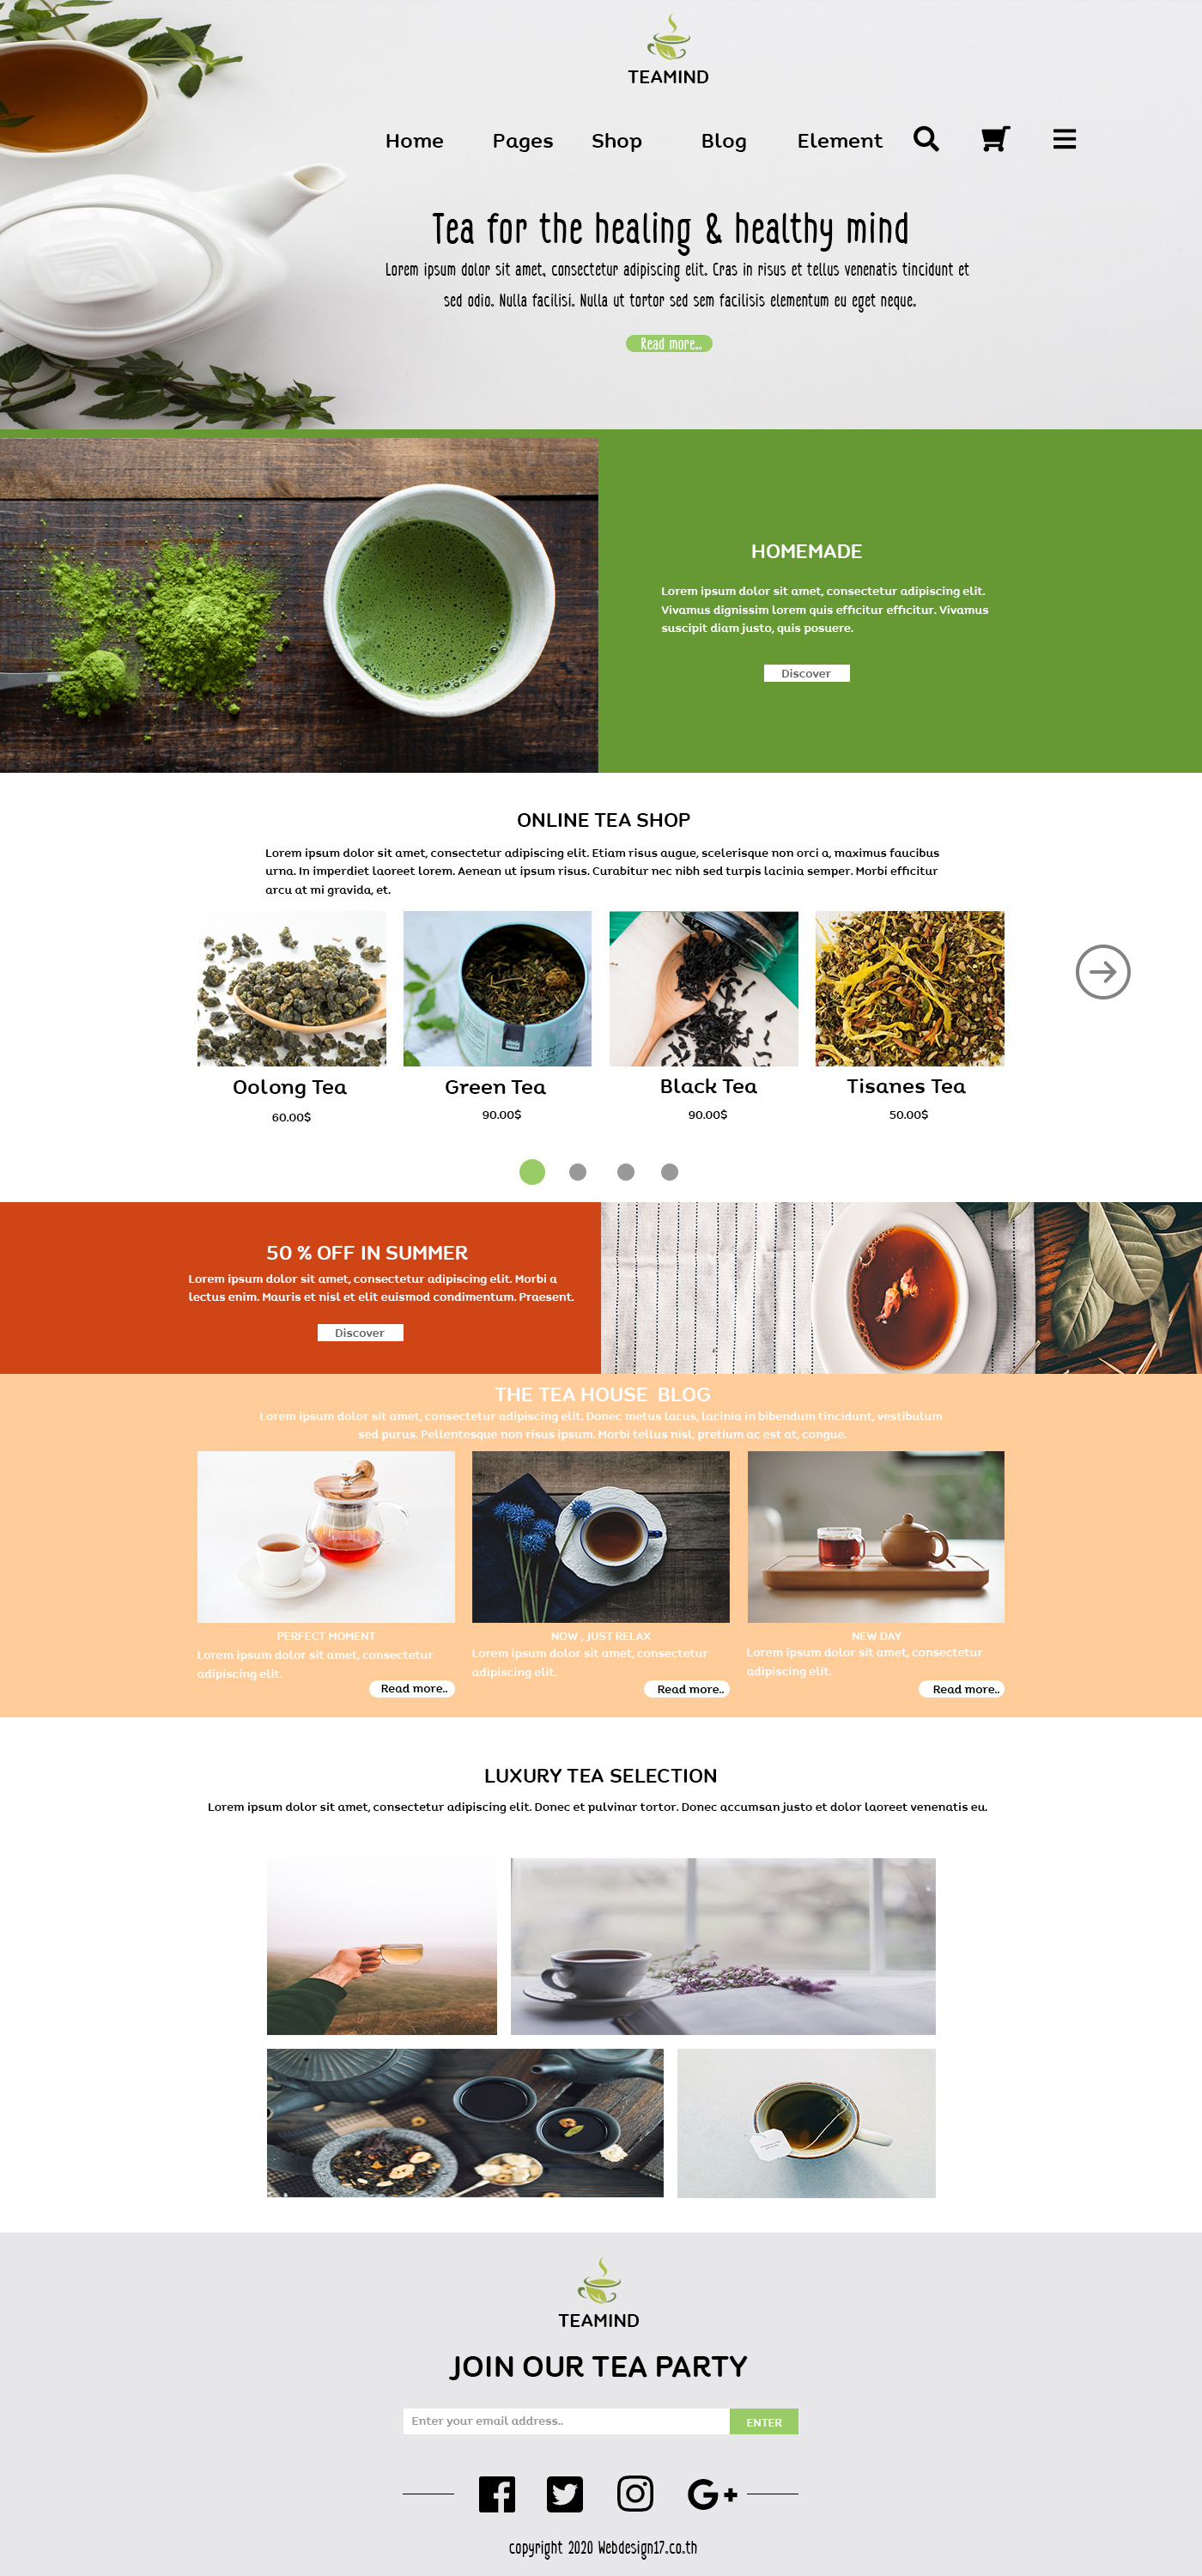 TEAMIND
Home Pages Shop Blog Element
Tea for the healing & healthy mind
Lorem ipsum dolor sit amet, consectetur adipiscing elit. Cras in risus et tellus venenatis tincidunt et
sed odio. Nulla facilisi. Nulla ut tortor sed sem facilisis elementum eu eget neque.
Read more..
HOMEMADE
Lorem ipsum dolor sit amet, consectetur adipiscing elit.
Vivamus dignissim lorem quis efficitur efficitur. Vivamus
suscipit diam justo, quis posuere.
Discover
ONLINE TEA SHOP
Lorem ipsum dolor sit amet, consectetur adipiscing elit. Etiam risus augue, scelerisque non orci a, maximus faucibus
urna. In imperdiet laoreet lorem. Aenean ut ipsum risus. Curabitur nec nibh sed turpis lacinia semper. Morbi efficitur
arcu at mi gravida, et.
Oolong Tea
60.00$
Green Tea
90.00$
Black Tea
90.00$
Tisanes Tea
50.00$
50 % OFF IN SUMMER
Lorem ipsum dolor sit amet, consectetur adipiscing elit. Morbi a
lectus enim. Mauris et nisl et elit euismod condimentum. Praesent.
Discover
THE TEA HOUSE BLOG
Lorem ipsum dolor sit amet, consectetur adipiscing elit. Donec metus lacus, lacinia in bibendum tincidunt, vestibulum
sed purus. Pellentesque non risus ipsum. Morbi tellus nisl, pretium ac est at, congue.
PERFECT MOMENT
Lorem ipsum dolor sit amet, consectetur
adipiscing elit.
Read more..
NOW , JUST RELAX
Lorem ipsum dolor sit amet, consectetur
adipiscing elit.
Read more..
NEW DAY
Lorem ipsum dolor sit amet, consectetur
adipiscing elit.
Read more..
LUXURY TEA SELECTION
Lorem ipsum dolor sit amet, consectetur adipiscing elit. Donec et pulvinar tortor. Donec accumsan justo et dolor laoreet venenatis eu.
TEAMIND
JOIN OUR TEA PARTY
Enter your email address..
ENTER
copyright 2020 Webdesign17.co.th